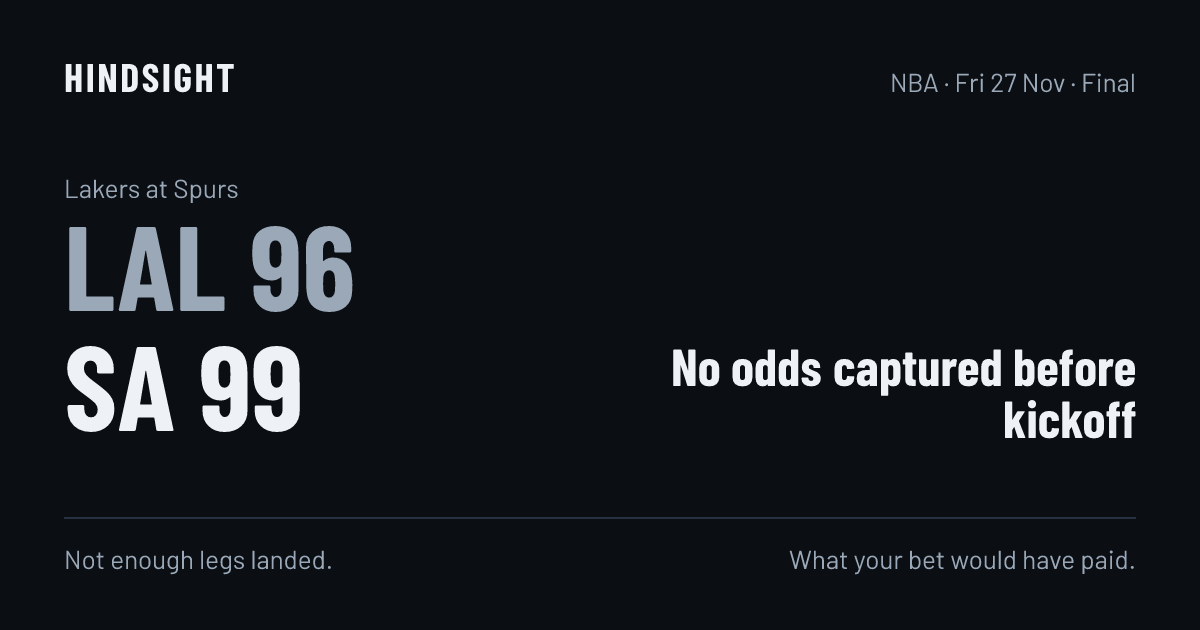 HINDSIGHT
NBA · Fri 27 Nov · Final
Lakers at Spurs
LAL 96
SA 99
No odds captured before
kickoff
Not enough legs landed.
What your bet would have paid.